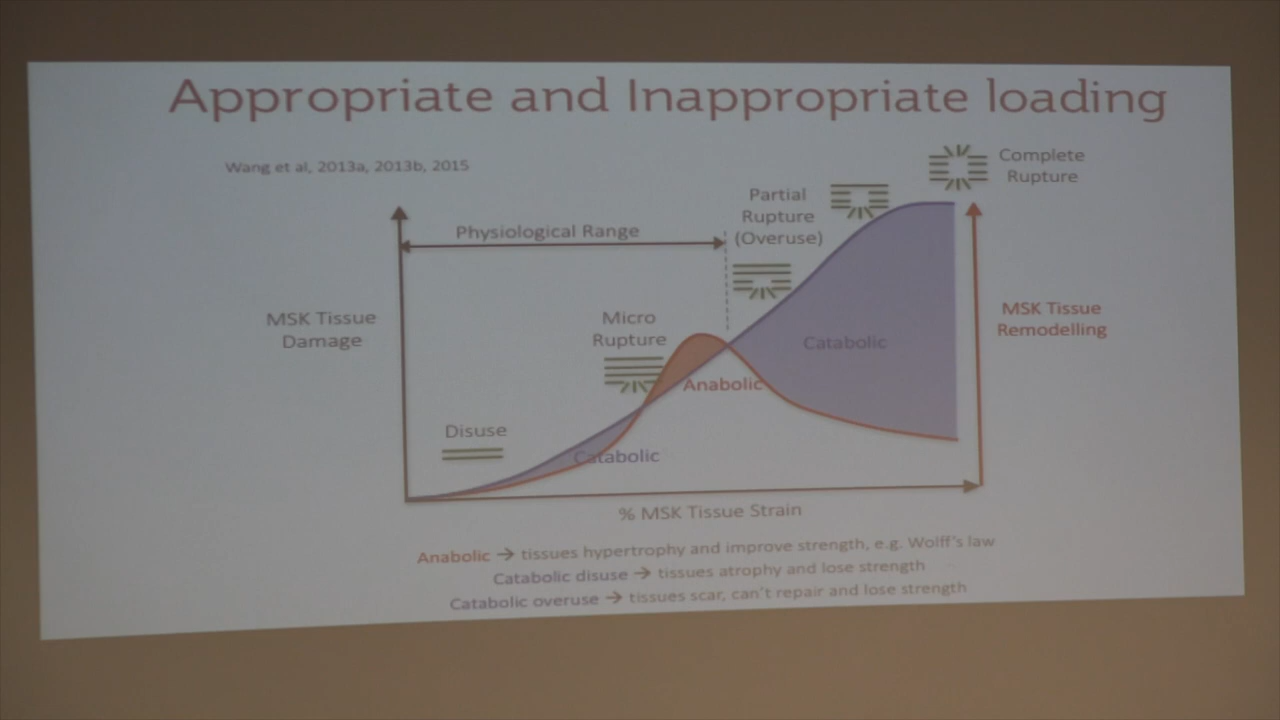 Appropriate and Inappropriate loading
Wang et al, 2013a, 2013b, 2015
Complete
Rupture
Partial
Rupture
(Overuse)
Physiological Range
MSK Tissue
Damage
Micro
Rupture
MSK Tissue
Remodelling
Catabolic
Anabolic
Disuse
Catabolic
% MSK Tissue Strain
Anabolic → tissues hypertrophy and improve strength, e.g. Wolff's law
Catabolic disuse → tissues atrophy and lose strength
Catabolic overuse → tissues scar, can't repair and lose strength